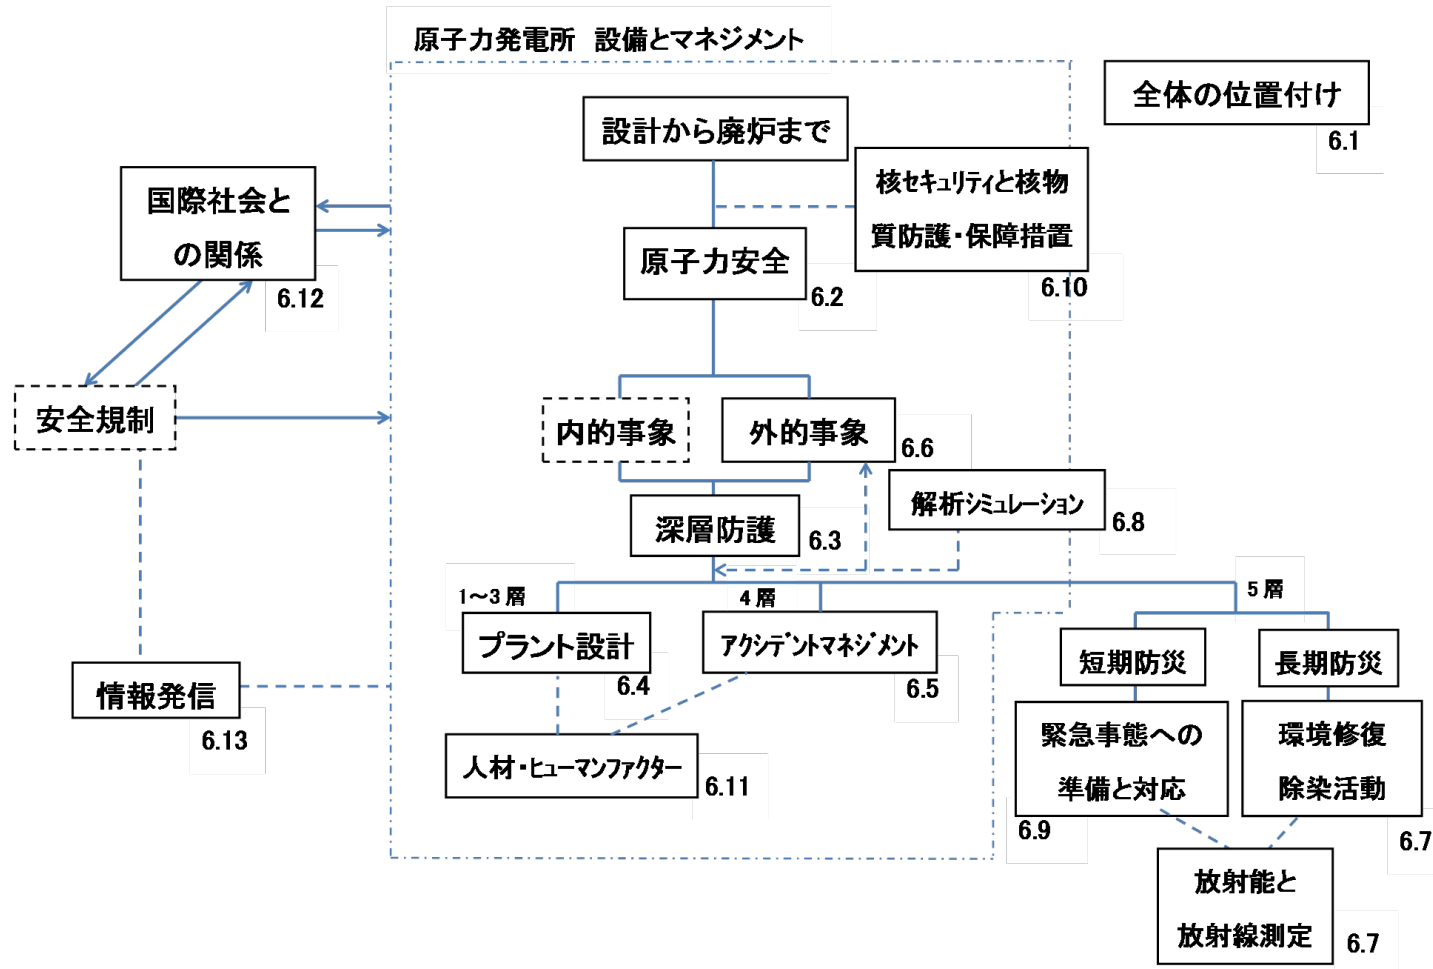 原子力発電所　設備とマネジメント
全体の位置付け
6.1
設計から廃炉まで
核セキュリティと核物
質防護・保障措置
6.10
国際社会と
の関係
6.12
原子力安全
6.2
安全規制
内的事象
外的事象
6.6
解析シミュレーション
6.8
深層防護
6.3
1～3 層
4 層
5 層
プラント設計
6.4
アクシデントマネジメント
6.5
短期防災
長期防災
情報発信
6.13
人材・ヒューマンファクター
6.11
緊急事態への
準備と対応
6.9
環境修復
除染活動
6.7
放射能と
放射線測定
6.7